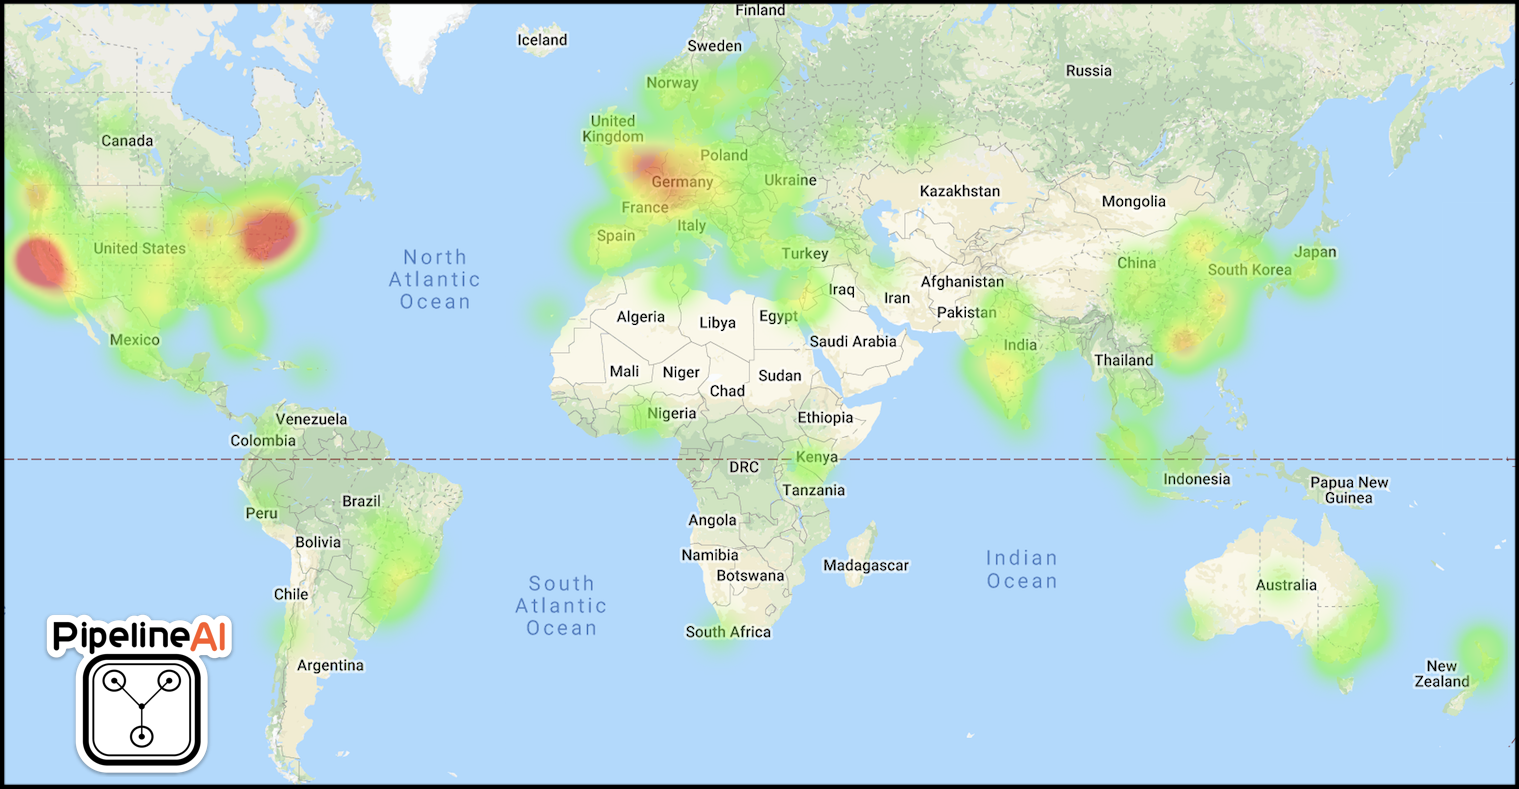 Finland
Iceland
Sweden
Russia
Norway
United
Kingdom
Canada
Poland
Germany
Ukraine
Kazakhstan
Mongolia
France
Italy
Spain
United States
Turkey
Japan
China
South Korea
North
Atlantic
Ocean
Afghanistan
Iraq
Iran
Pakistan
Algeria
Libya
Egypt
Mexico
Saudi Arabia
India
Thailand
Mali
Niger
Sudan
Chad
Nigeria
Ethiopia
Venezuela
Colombia
Kenya
DRC
Indonesia
Tanzania
Papua New
Guinea
Brazil
Peru
Angola
Bolivia
Namibia
Botswana
Madagascar
Indian
Ocean
Australia
Chile
South
Atlantic
Ocean
South Africa
PipelineAI
Argentina
New
Zealand